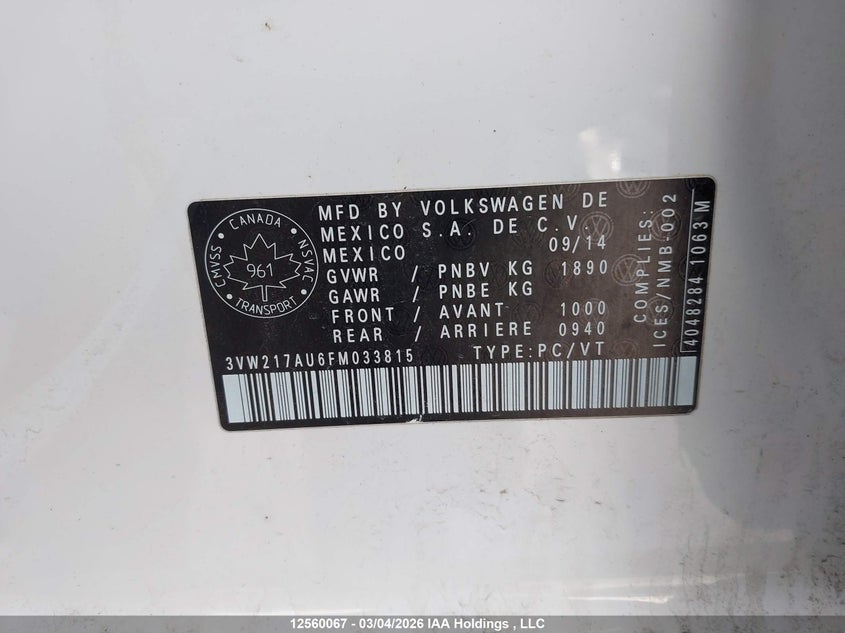 CMVSS · CANADA · NSVAC
961
· TRANSPORT ·
MFD BY VOLKSWAGEN DE
MEXICO S.A. DE C.V.
MEXICO 09/14
GVWR / PNBV KG 1890
GAWR / PNBE KG
FRONT / AVANT 1000
REAR / ARRIERE 0940
3VW217AU6FM033815 TYPE:PC/VT
COMPLIES:
ICES/NMB-002
4048284 1063 M
12560067 - 03/04/2026 IAA Holdings , LLC